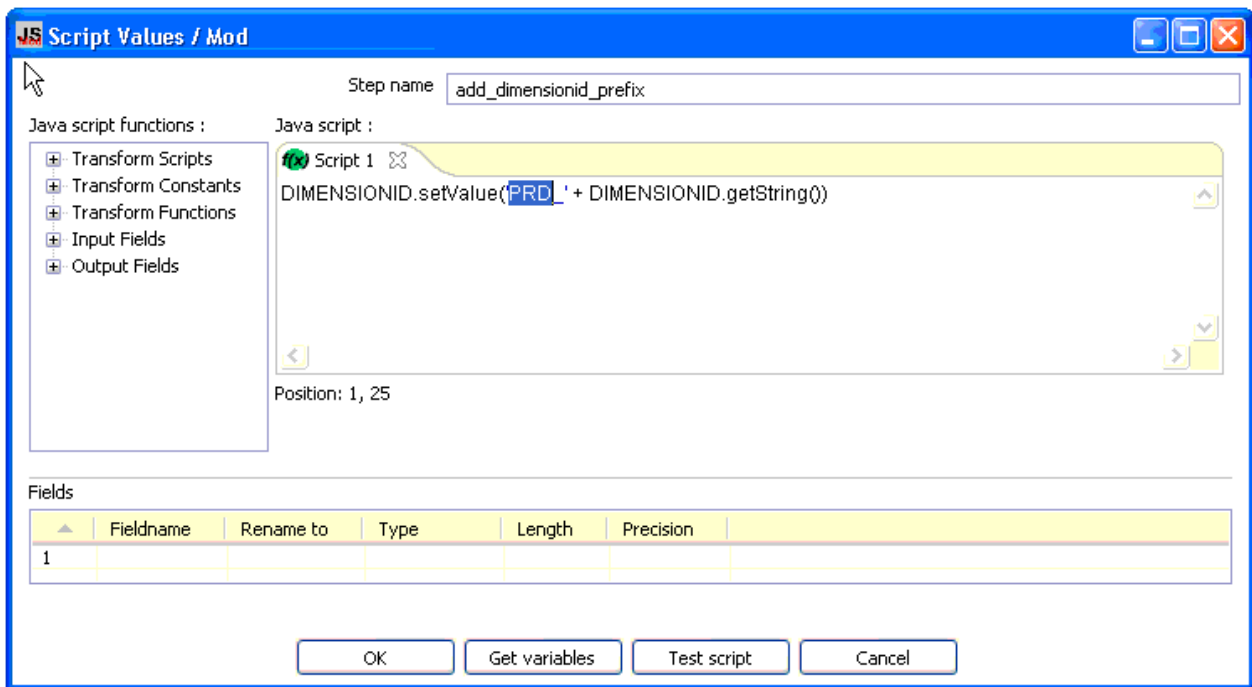 JS Script Values / Mod
Step name add_dimensionid_prefix
Java script functions :
Java script :
Transform Scripts
Transform Constants
Transform Functions
Input Fields
Output Fields
f(x) Script 1
DIMENSIONID.setValue('PRD_' + DIMENSIONID.getString())
Position: 1, 25
Fields
Fieldname Rename to Type Length Precision
1
OK Get variables Test script Cancel